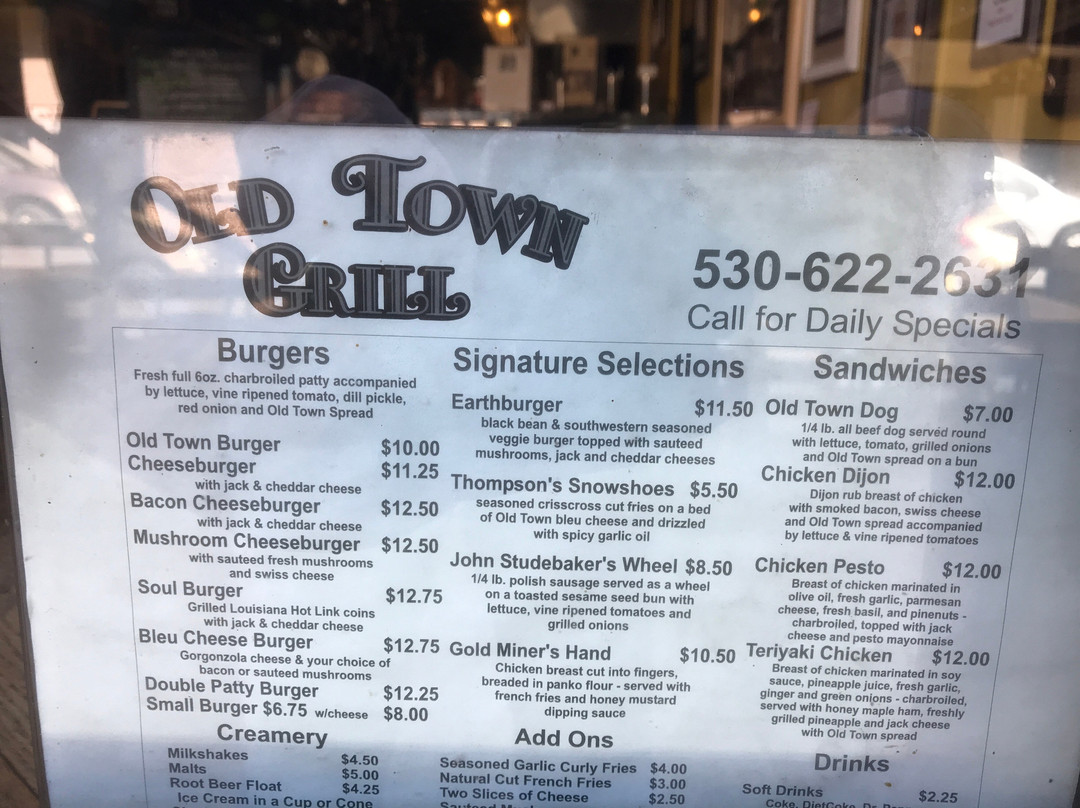 OLD TOWN
GRILL
530-622-2631
Call for Daily Specials
Burgers
Fresh full 6oz. charbroiled patty accompanied
by lettuce, vine ripened tomato, dill pickle,
red onion and Old Town Spread
Old Town Burger $10.00
Cheeseburger $11.25
with jack & cheddar cheese
Bacon Cheeseburger $12.50
with jack & cheddar cheese
Mushroom Cheeseburger $12.50
with sauteed fresh mushrooms
and swiss cheese
Soul Burger $12.75
Grilled Louisiana Hot Link coins
with jack & cheddar cheese
Bleu Cheese Burger $12.75
Gorgonzola cheese & your choice of
bacon or sauteed mushrooms
Double Patty Burger $12.25
Small Burger $6.75 w/cheese $8.00
Creamery
Milkshakes $4.50
Malts $5.00
Root Beer Float $4.25
Ice Cream in a Cup or Cone
Signature Selections
Earthburger $11.50
black bean & southwestern seasoned
veggie burger topped with sauteed
mushrooms, jack and cheddar cheeses
Thompson's Snowshoes $5.50
seasoned crisscross cut fries on a bed
of Old Town bleu cheese and drizzled
with spicy garlic oil
John Studebaker's Wheel $8.50
1/4 lb. polish sausage served as a wheel
on a toasted sesame seed bun with
lettuce, vine ripened tomatoes and
grilled onions
Gold Miner's Hand $10.50
Chicken breast cut into fingers,
breaded in panko flour - served with
french fries and honey mustard
dipping sauce
Add Ons
Seasoned Garlic Curly Fries $4.00
Natural Cut French Fries $3.00
Two Slices of Cheese $2.50
Sandwiches
Old Town Dog $7.00
1/4 lb. all beef dog served round
with lettuce, tomato, grilled onions
and Old Town spread on a bun
Chicken Dijon $12.00
Dijon rub breast of chicken
with smoked bacon, swiss cheese
and Old Town spread accompanied
by lettuce & vine ripened tomatoes
Chicken Pesto $12.00
Breast of chicken marinated in
olive oil, fresh garlic, parmesan
cheese, fresh basil, and pinenuts -
charbroiled, topped with jack
cheese and pesto mayonnaise
Teriyaki Chicken $12.00
Breast of chicken marinated in soy
sauce, pineapple juice, fresh garlic,
ginger and green onions - charbroiled,
served with honey maple ham, freshly
grilled pineapple and jack cheese
with Old Town spread
Drinks
Soft Drinks $2.25
Coke, DietCoke, Dr.